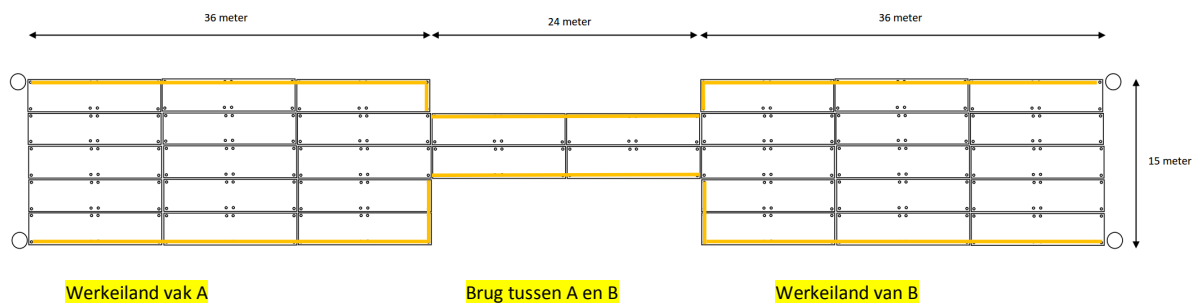 36 meter
24 meter
36 meter
15 meter
Werkeiland vak A
Brug tussen A en B
Werkeiland van B